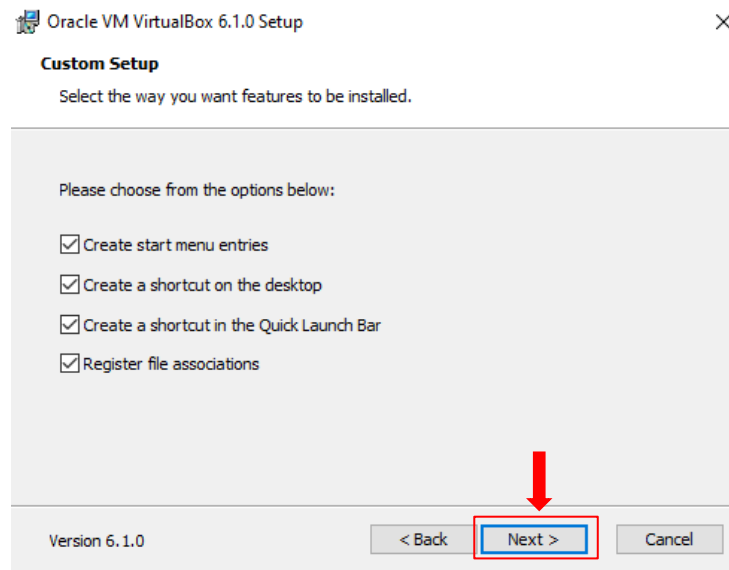 Oracle VM VirtualBox 6.1.0 Setup
Custom Setup
Select the way you want features to be installed.
Please choose from the options below:
Create start menu entries
Create a shortcut on the desktop
Create a shortcut in the Quick Launch Bar
Register file associations
Version 6.1.0
< Back
Next >
Cancel